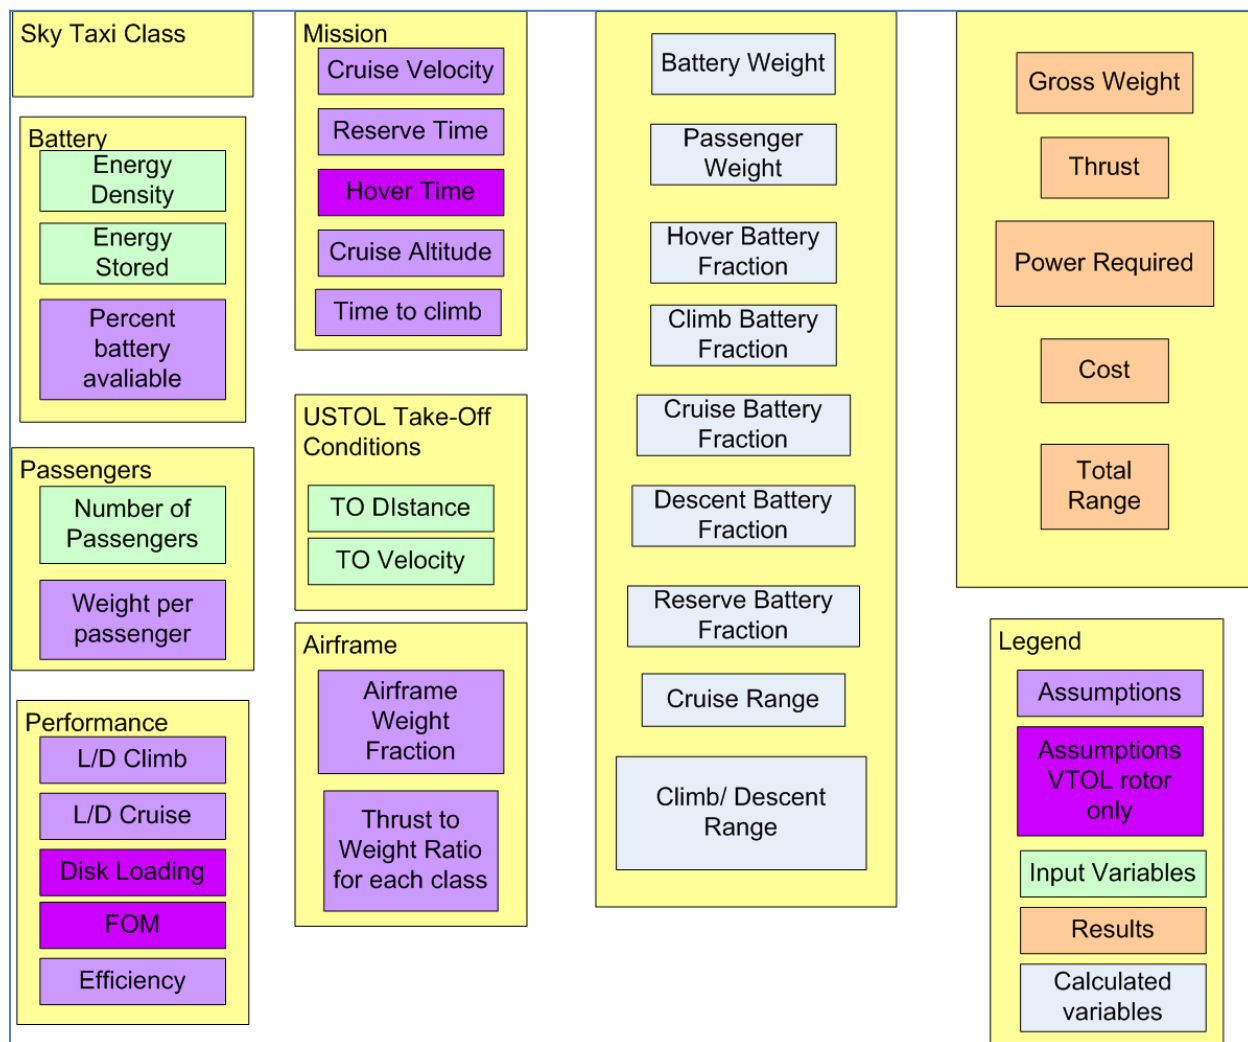 Sky Taxi Class
Battery
Energy
Density
Energy
Stored
Percent
battery
avaliable
Passengers
Number of
Passengers
Weight per
passenger
Performance
L/D Climb
L/D Cruise
Disk Loading
FOM
Efficiency
Mission
Cruise Velocity
Reserve Time
Hover Time
Cruise Altitude
Time to climb
USTOL Take-Off
Conditions
TO DIstance
TO Velocity
Airframe
Airframe
Weight
Fraction
Thrust to
Weight Ratio
for each class
Battery Weight
Passenger
Weight
Hover Battery
Fraction
Climb Battery
Fraction
Cruise Battery
Fraction
Descent Battery
Fraction
Reserve Battery
Fraction
Cruise Range
Climb/ Descent
Range
Gross Weight
Thrust
Power Required
Cost
Total
Range
Legend
Assumptions
Assumptions
VTOL rotor
only
Input Variables
Results
Calculated
variables